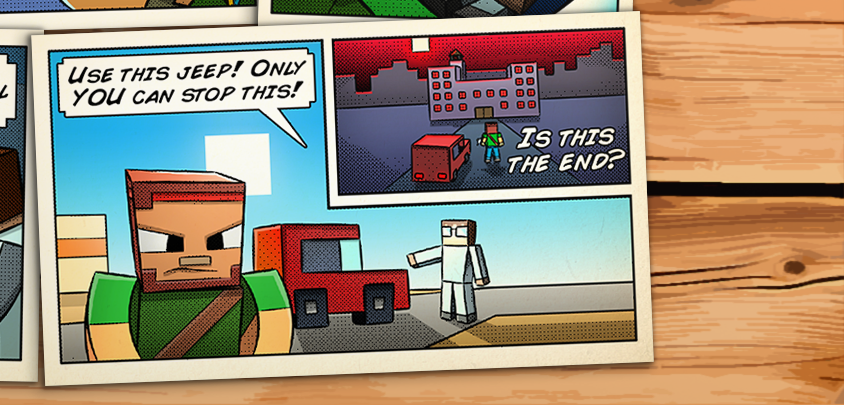 USE THIS JEEP! ONLY
YOU CAN STOP THIS!
IS THIS
THE END?